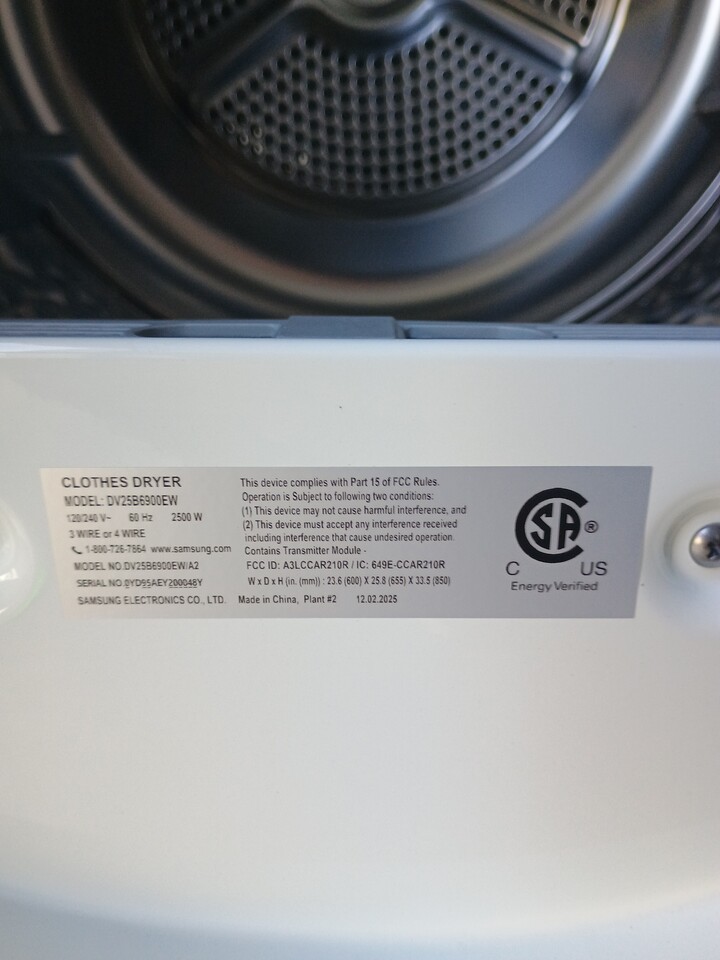 CLOTHES DRYER
MODEL: DV25B6900EW
120/240 V~ 60 Hz 2500 W
3 WIRE or 4 WIRE
1-800-726-7864 www.samsung.com
MODEL NO.DV25B6900EW/A2
SERIAL NO.0YD95AEY200048Y
SAMSUNG ELECTRONICS CO., LTD.
This device complies with Part 15 of FCC Rules.
Operation is Subject to following two conditions:
(1) This device may not cause harmful interference, and
(2) This device must accept any interference received
including interference that cause undesired operation.
Contains Transmitter Module -
FCC ID: A3LCCAR210R / IC: 649E-CCAR210R
W x D x H (in. (mm)) : 23.6 (600) X 25.8 (655) X 33.5 (850)
Made in China, Plant #2 12.02.2025
SA ®
C US
Energy Verified